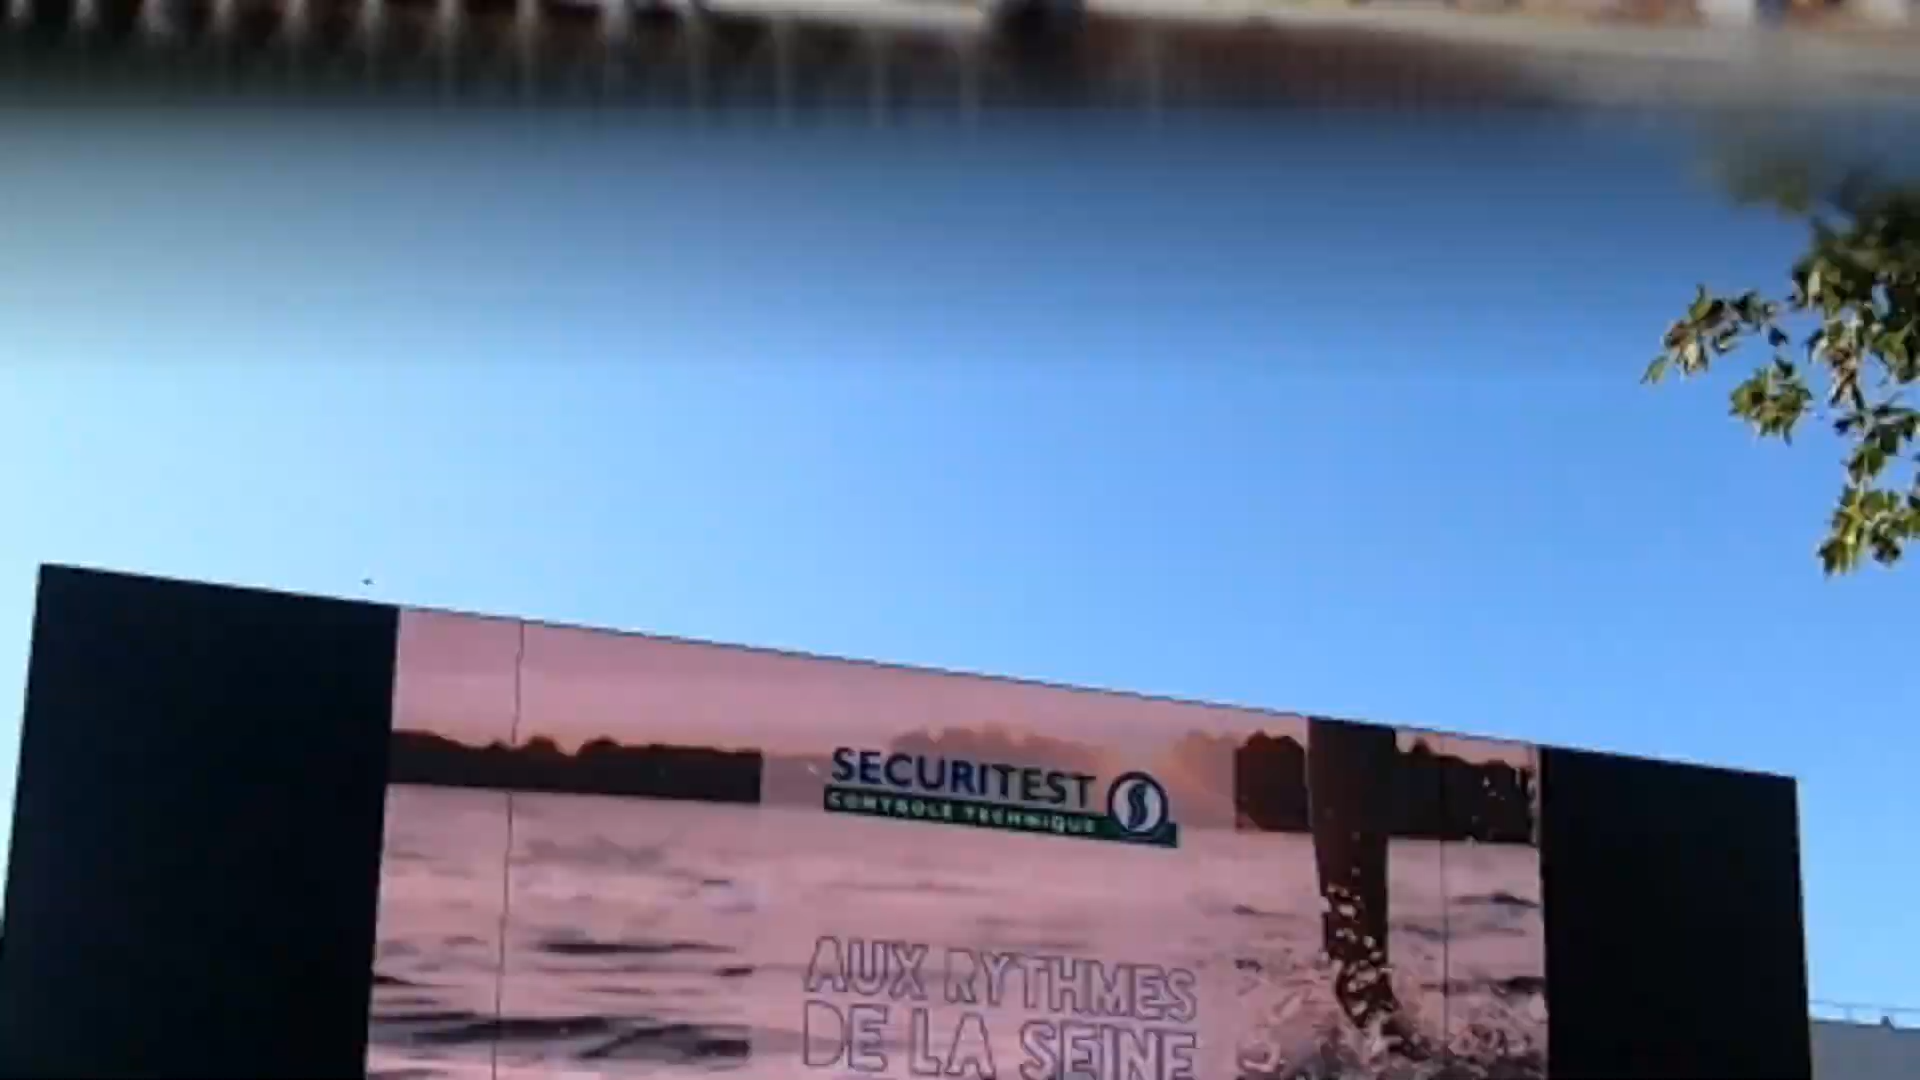 SECURITEST
CONTROLE TECHNIQUE
AUX RYTHMES
DE LA SEINE